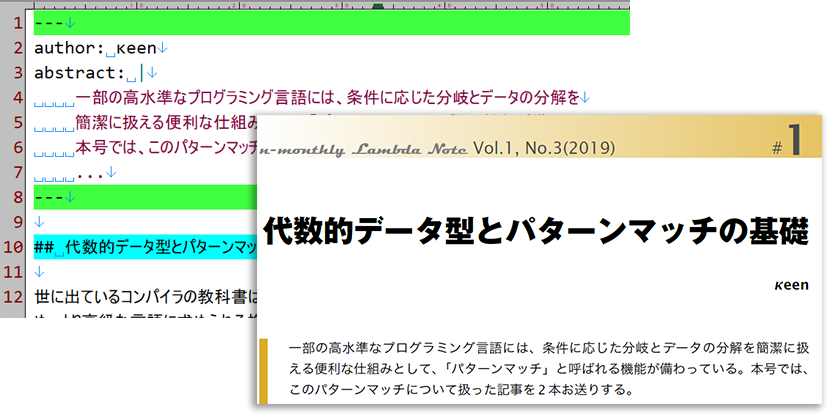 1 ---↓
2 author: κeen↓
3 abstract: |↓
4 一部の高水準なプログラミング言語には、条件に応じた分岐とデータの分解を↓
5 簡潔に扱える便利な仕組み
6 本号では、このパターンマッチ
7 ...↓
8 ---↓
9 ↓
10 ## 代数的データ型とパターンマッ
11 ↓
12 世に出ているコンパイラの教科書は
n-monthly Lambda Note Vol.1, No.3(2019) #1
代数的データ型とパターンマッチの基礎
κeen
一部の高水準なプログラミング言語には、条件に応じた分岐とデータの分解を簡潔に扱
える便利な仕組みとして、「パターンマッチ」と呼ばれる機能が備わっている。本号では、
このパターンマッチについて扱った記事を2本お送りする。